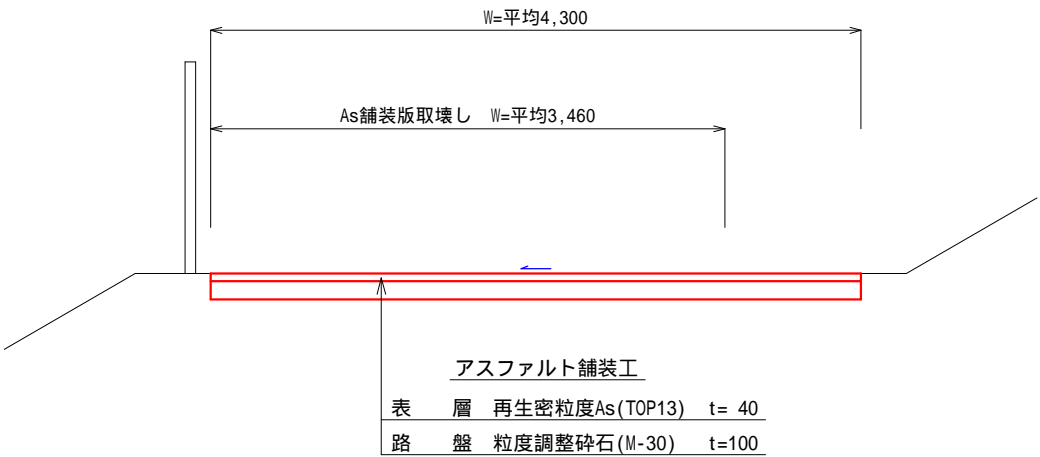 W=平均4,300
As舗装版取壊し W=平均3,460
アスファルト舗装工
表 層 再生密粒度As(TOP13) t= 40
路 盤 粒度調整砕石(M-30) t=100